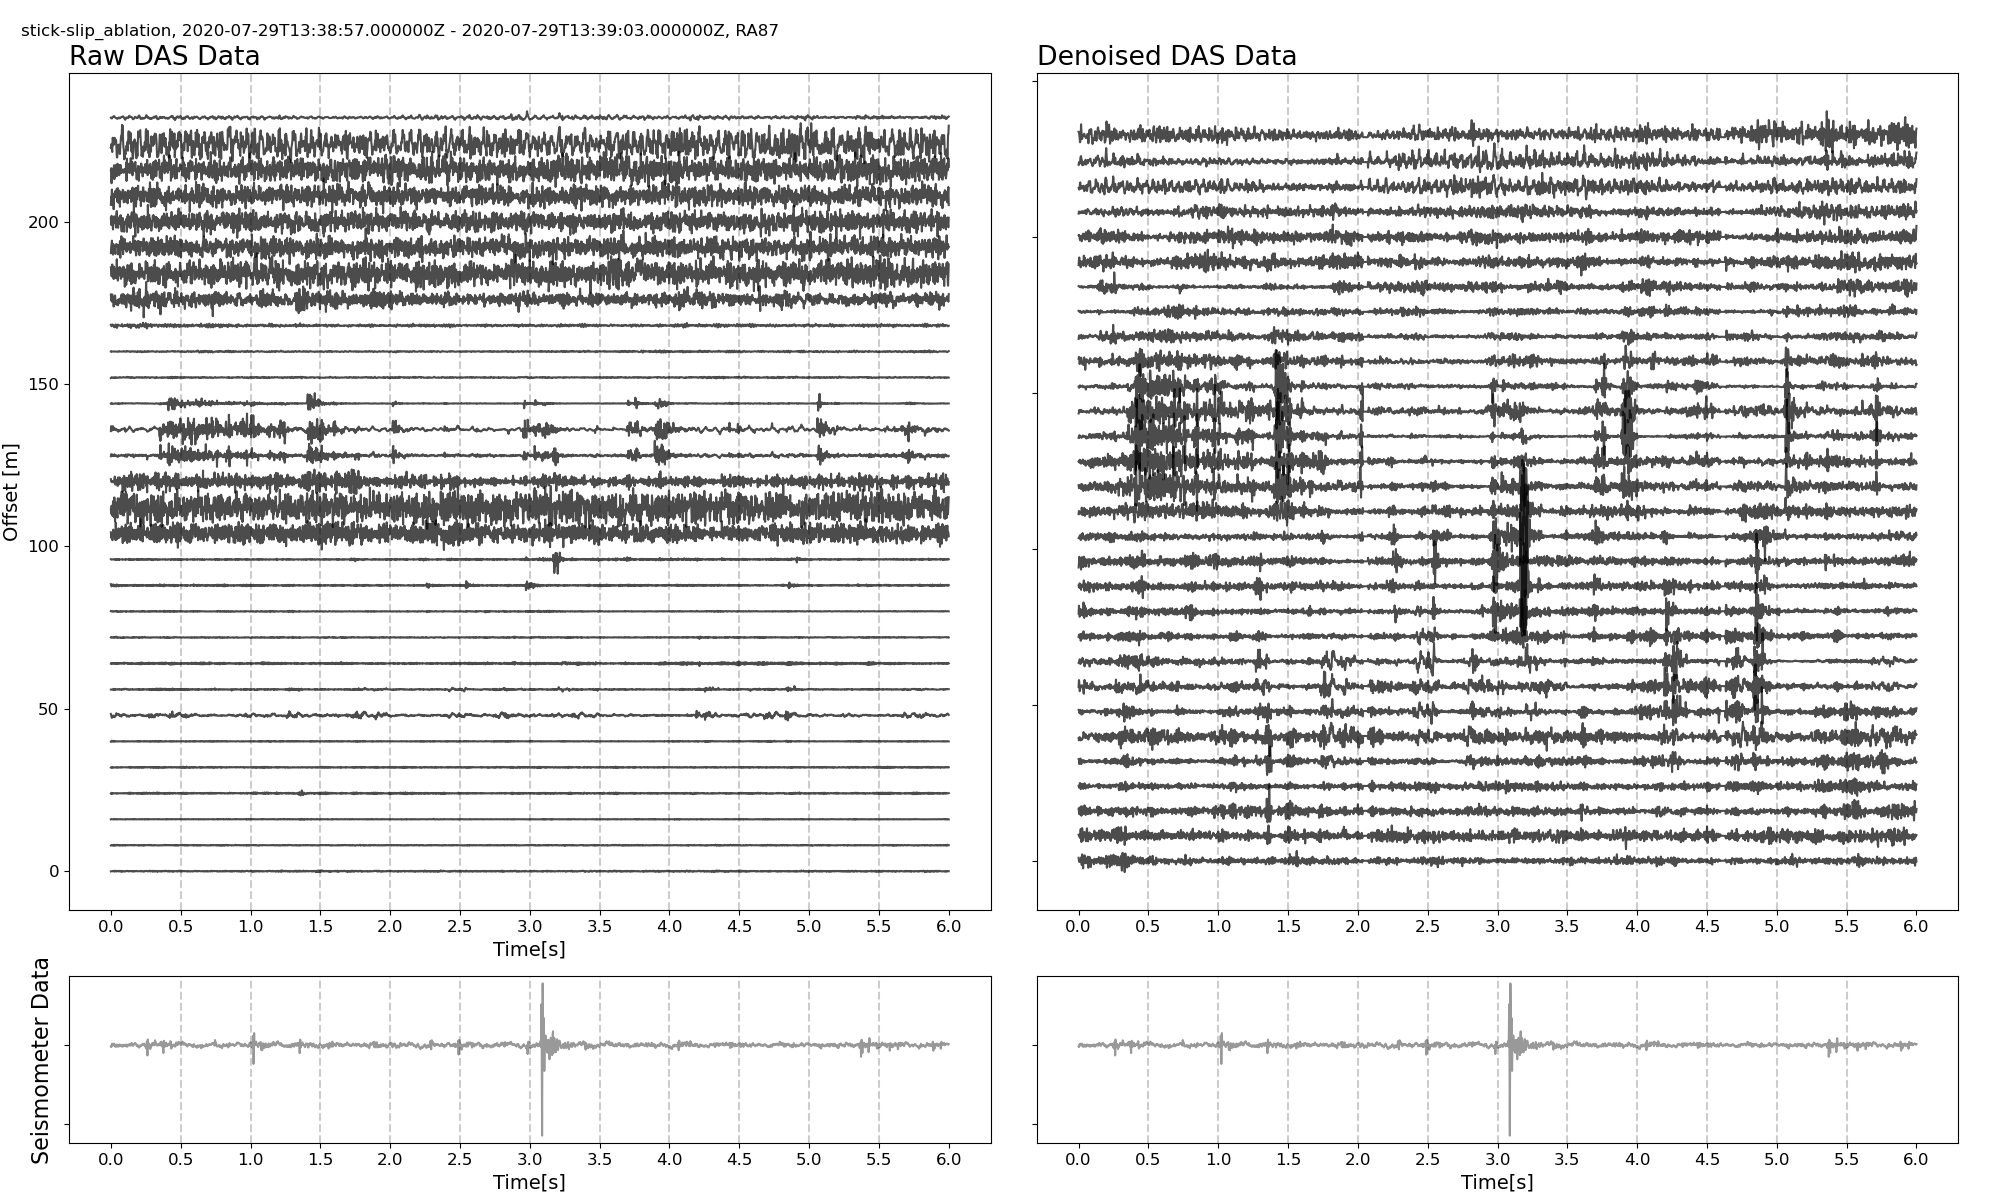 stick-slip_ablation, 2020-07-29T13:38:57.000000Z - 2020-07-29T13:39:03.000000Z, RA87
Raw DAS Data
Denoised DAS Data
Offset [m]
200
150
100
50
0
0.0 0.5 1.0 1.5 2.0 2.5 3.0 3.5 4.0 4.5 5.0 5.5 6.0
Time[s]
0.0 0.5 1.0 1.5 2.0 2.5 3.0 3.5 4.0 4.5 5.0 5.5 6.0
Seismometer Data
0.0 0.5 1.0 1.5 2.0 2.5 3.0 3.5 4.0 4.5 5.0 5.5 6.0
Time[s]
0.0 0.5 1.0 1.5 2.0 2.5 3.0 3.5 4.0 4.5 5.0 5.5 6.0
Time[s]